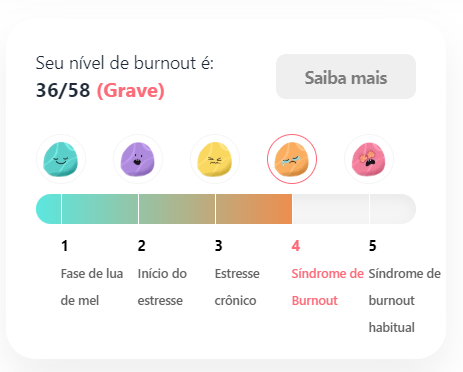 Seu nível de burnout é:
36/58 (Grave)
Saiba mais
1
Fase de lua
de mel
2
Início do
estresse
3
Estresse
crônico
4
Síndrome de
Burnout
5
Síndrome de
burnout
habitual